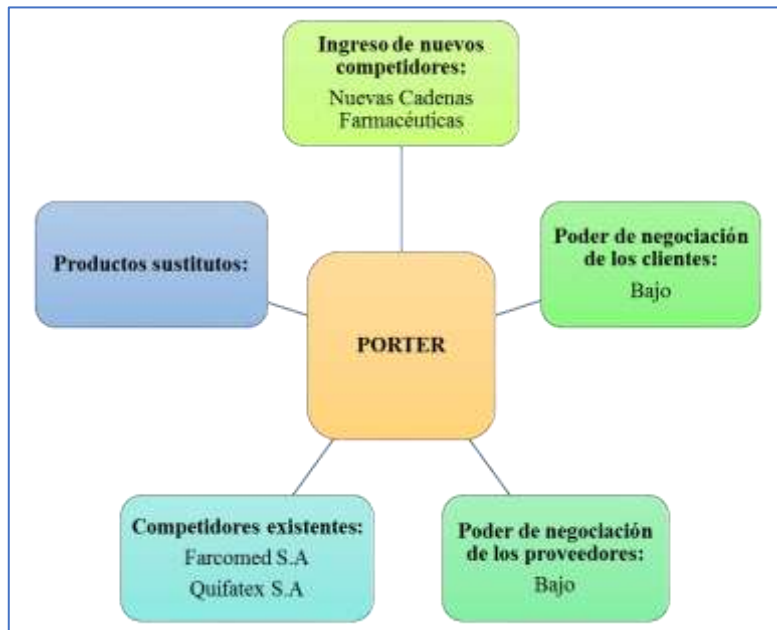 Ingreso de nuevos
competidores:
Nuevas Cadenas
Farmacéuticas
Productos sustitutos:
Poder de negociación
de los clientes:
Bajo
PORTER
Competidores existentes:
Farcomed S.A
Quifatex S.A
Poder de negociación
de los proveedores:
Bajo